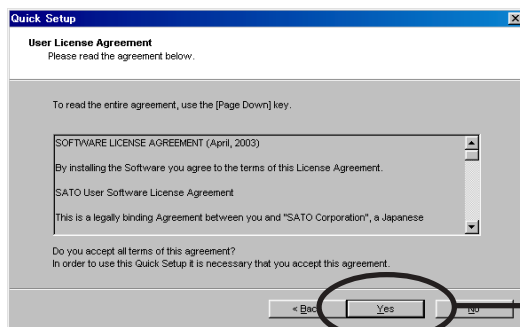 Quick Setup
User License Agreement
Please read the agreement below.
To read the entire agreement, use the [Page Down] key.
SOFTWARE LICENSE AGREEMENT (April, 2003)
By installing the Software you agree to the terms of this License Agreement.
SATO User Software License Agreement
This is a legally binding Agreement between you and "SATO Corporation", a Japanese
Do you accept all terms of this agreement?
In order to use this Quick Setup it is necessary that you accept this agreement.
< Back Yes No